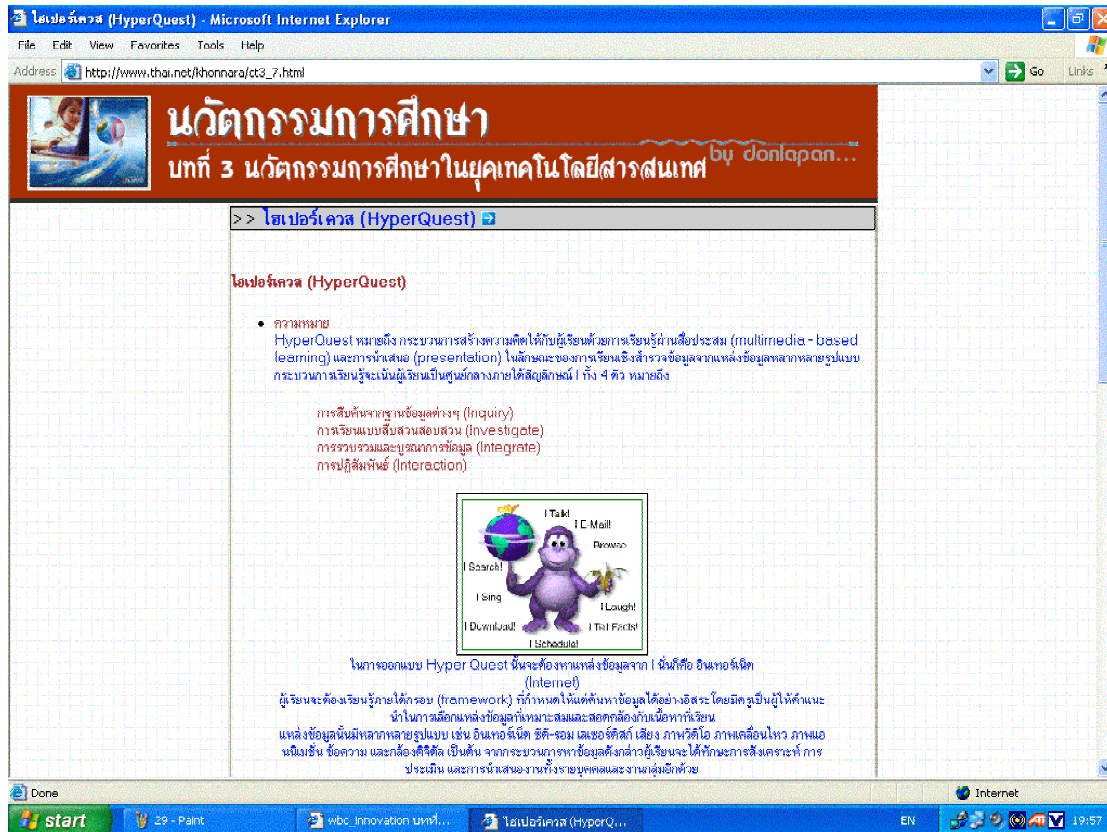 ไฮเปอร์เควส (HyperQuest) - Microsoft Internet Explorer
File Edit View Favorites Tools Help
Address http://www.thai.net/khonnara/ct3_7.html Go Links
นวัตกรรมการศึกษา
บทที่ 3 นวัตกรรมการศึกษาในยุคเทคโนโลยีสารสนเทศ by donlapan...
>> ไฮเปอร์เควส (HyperQuest)
ไฮเปอร์เควส (HyperQuest)
• ความหมาย
HyperQuest หมายถึง กระบวนการสร้างความคิดให้กับผู้เรียนด้วยการเรียนรู้ผ่านสื่อประสม (multimedia - based
learning) และการนำเสนอ (presentation) ในลักษณะของการเรียนเชิงสำรวจข้อมูลจากแหล่งข้อมูลหลากหลายรูปแบบ
กระบวนการเรียนรู้จะเน้นผู้เรียนเป็นศูนย์กลางภายใต้สัญลักษณ์ I ทั้ง 4 ตัว หมายถึง
การสืบค้นจากฐานข้อมูลต่างๆ (Inquiry)
การเรียนแบบสืบสวนสอบสวน (Investigate)
การรวบรวมและบูรณาการข้อมูล (Integrate)
การปฏิสัมพันธ์ (Interaction)
I Talk!
I E-Mail!
Browse
I Search!
I Sing
I Laugh!
I Download!
I Tell Facts!
I Schedule!
ในการออกแบบ Hyper Quest นั้นจะต้องหาแหล่งข้อมูลจาก I นั่นก็คือ อินเทอร์เน็ต
(Internet)
ผู้เรียนจะต้องเรียนรู้ภายใต้กรอบ (framework) ที่กำหนดให้แต่ค้นหาข้อมูลได้อย่างอิสระโดยมีครูเป็นผู้ให้คำแนะ
นำในการเลือกแหล่งข้อมูลที่เหมาะสมและสอดคล้องกับเนื้อหาที่เรียน
แหล่งข้อมูลนั้นมีหลากหลายรูปแบบ เช่น อินเทอร์เน็ต ซีดี-รอม เลเซอร์ดิสก์ เสียง ภาพวิดีโอ ภาพเคลื่อนไหว ภาพแอ
นนิเมชั่น ข้อความ และกล้องดิจิตัล เป็นต้น จากกระบวนการหาข้อมูลดังกล่าวผู้เรียนจะได้ทักษะการสังเคราะห์ การ
ประเมิน และการนำเสนองานทั้งรายบุคคลและงานกลุ่มอีกด้วย
Done Internet
start 29 - Paint wbc_innovation บทที่... ไฮเปอร์เควส (HyperQ... EN 19:57